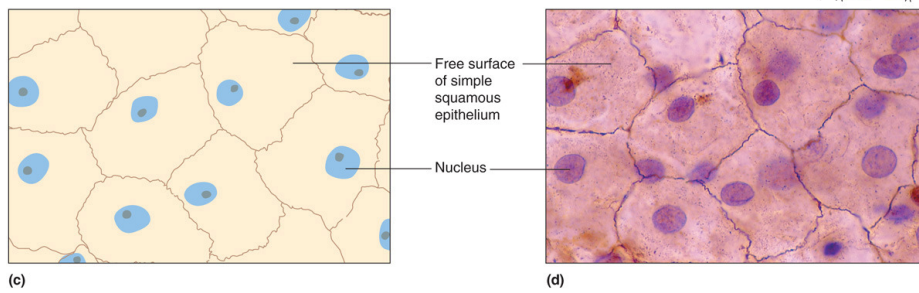 Free surface
of simple
squamous
epithelium
Nucleus
(c)
(d)